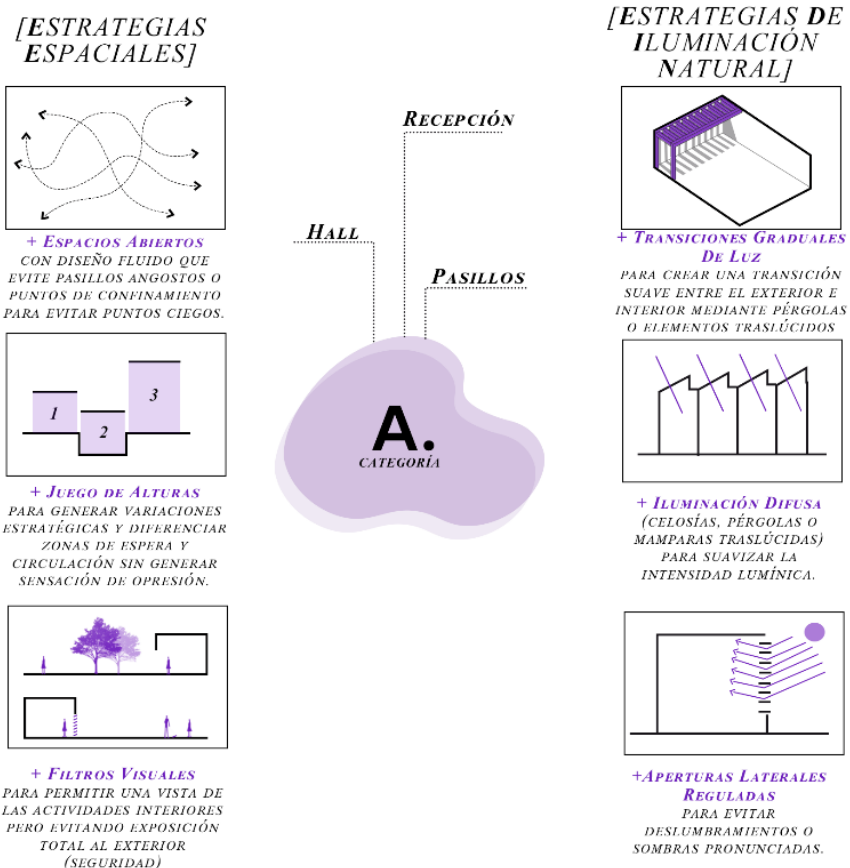 [ESTRATEGIAS
ESPACIALES]
+ ESPACIOS ABIERTOS
CON DISEÑO FLUIDO QUE
EVITE PASILLOS ANGOSTOS O
PUNTOS DE CONFINAMIENTO
PARA EVITAR PUNTOS CIEGOS.
1
2
3
+ JUEGO DE ALTURAS
PARA GENERAR VARIACIONES
ESTRATÉGICAS Y DIFERENCIAR
ZONAS DE ESPERA Y
CIRCULACIÓN SIN GENERAR
SENSACIÓN DE OPRESIÓN.
+ FILTROS VISUALES
PARA PERMITIR UNA VISTA DE
LAS ACTIVIDADES INTERIORES
PERO EVITANDO EXPOSICIÓN
TOTAL AL EXTERIOR
(SEGURIDAD)
RECEPCIÓN
HALL
PASILLOS
A.
CATEGORÍA
[ESTRATEGIAS DE
ILUMINACIÓN
NATURAL]
+ TRANSICIONES GRADUALES
DE LUZ
PARA CREAR UNA TRANSICIÓN
SUAVE ENTRE EL EXTERIOR E
INTERIOR MEDIANTE PÉRGOLAS
O ELEMENTOS TRASLÚCIDOS
+ ILUMINACIÓN DIFUSA
(CELOSÍAS, PÉRGOLAS O
MAMPARAS TRASLÚCIDAS)
PARA SUAVIZAR LA
INTENSIDAD LUMÍNICA.
+APERTURAS LATERALES
REGULADAS
PARA EVITAR
DESLUMBRAMIENTOS O
SOMBRAS PRONUNCIADAS.